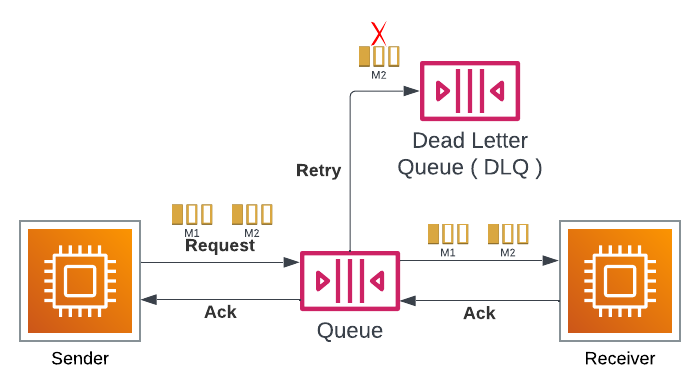 X
M2
Dead Letter
Queue ( DLQ )
Retry
M1
M2
Request
M1
M2
Ack
Ack
Queue
Sender
Receiver